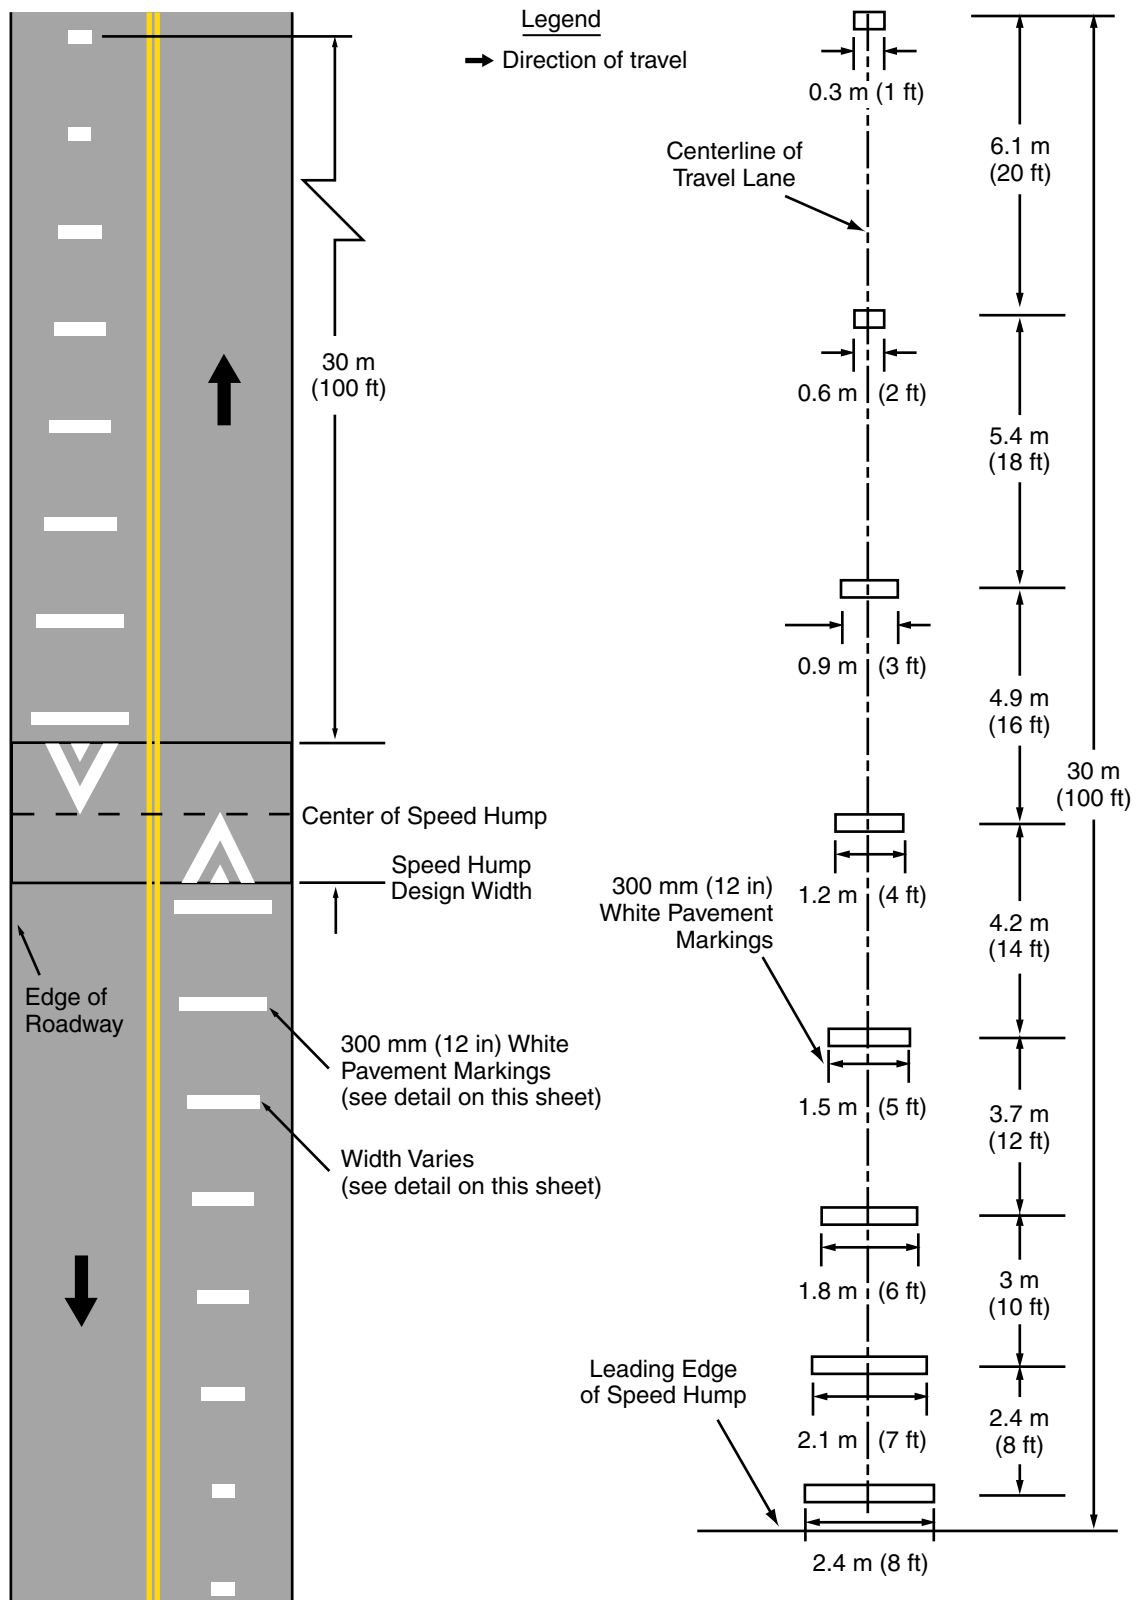 Legend
Direction of travel
30 m
(100 ft)
Center of Speed Hump
Speed Hump
Design Width
Edge of
Roadway
300 mm (12 in) White
Pavement Markings
(see detail on this sheet)
Width Varies
(see detail on this sheet)
0.3 m (1 ft)
Centerline of
Travel Lane
6.1 m
(20 ft)
0.6 m (2 ft)
5.4 m
(18 ft)
0.9 m (3 ft)
4.9 m
(16 ft)
30 m
(100 ft)
1.2 m (4 ft)
300 mm (12 in)
White Pavement
Markings
4.2 m
(14 ft)
1.5 m (5 ft)
3.7 m
(12 ft)
1.8 m (6 ft)
3 m
(10 ft)
Leading Edge
of Speed Hump
2.1 m (7 ft)
2.4 m
(8 ft)
2.4 m (8 ft)